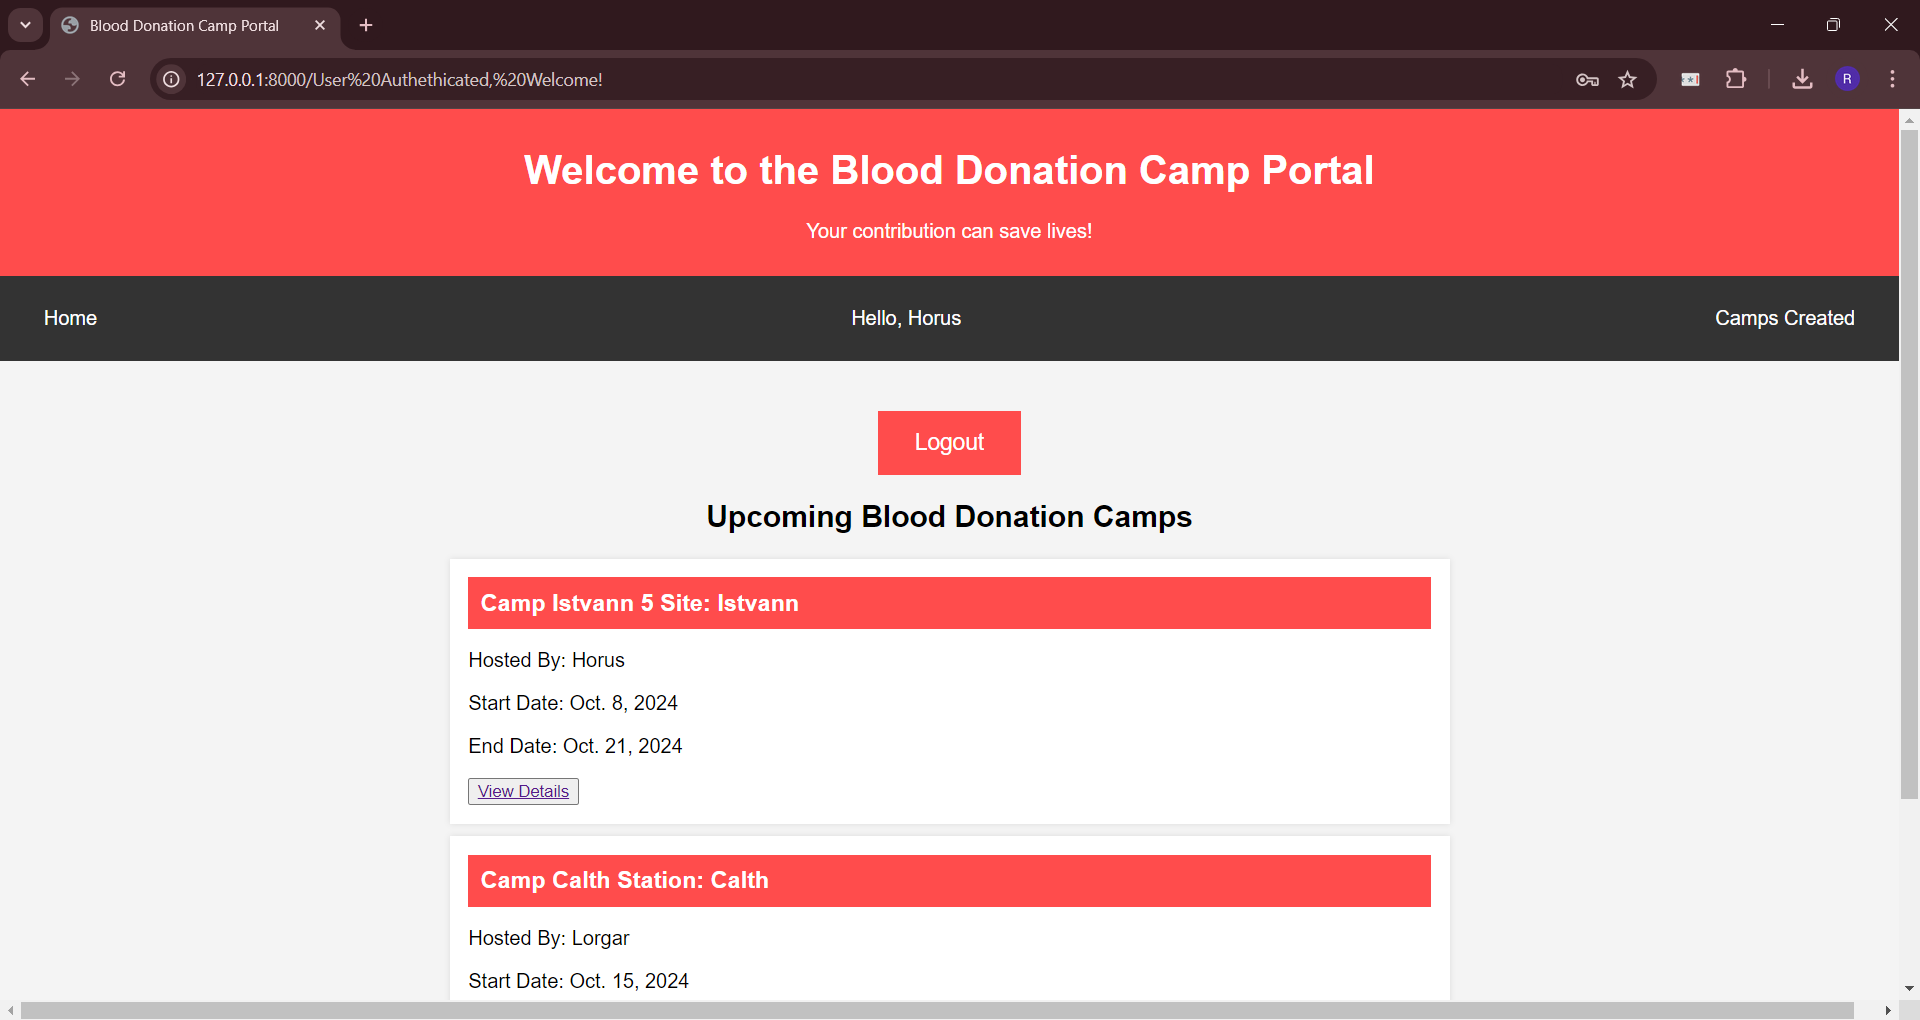 Blood Donation Camp Portal
127.0.0.1:8000/User%20Authethicated,%20Welcome!
R
Welcome to the Blood Donation Camp Portal
Your contribution can save lives!
Home
Hello, Horus
Camps Created
Logout
Upcoming Blood Donation Camps
Camp Istvann 5 Site: Istvann
Hosted By: Horus
Start Date: Oct. 8, 2024
End Date: Oct. 21, 2024
View Details
Camp Calth Station: Calth
Hosted By: Lorgar
Start Date: Oct. 15, 2024